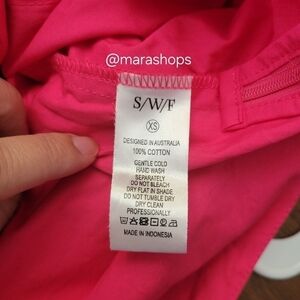 @marashops
S/W/F
XS
DESIGNED IN AUSTRALIA
100% COTTON
GENTLE COLD
HAND WASH
SEPARATELY
DO NOT BLEACH
DRY FLAT IN SHADE
DO NOT TUMBLE DRY
DRY CLEAN
PROFESSIONALLY
MADE IN INDONESIA